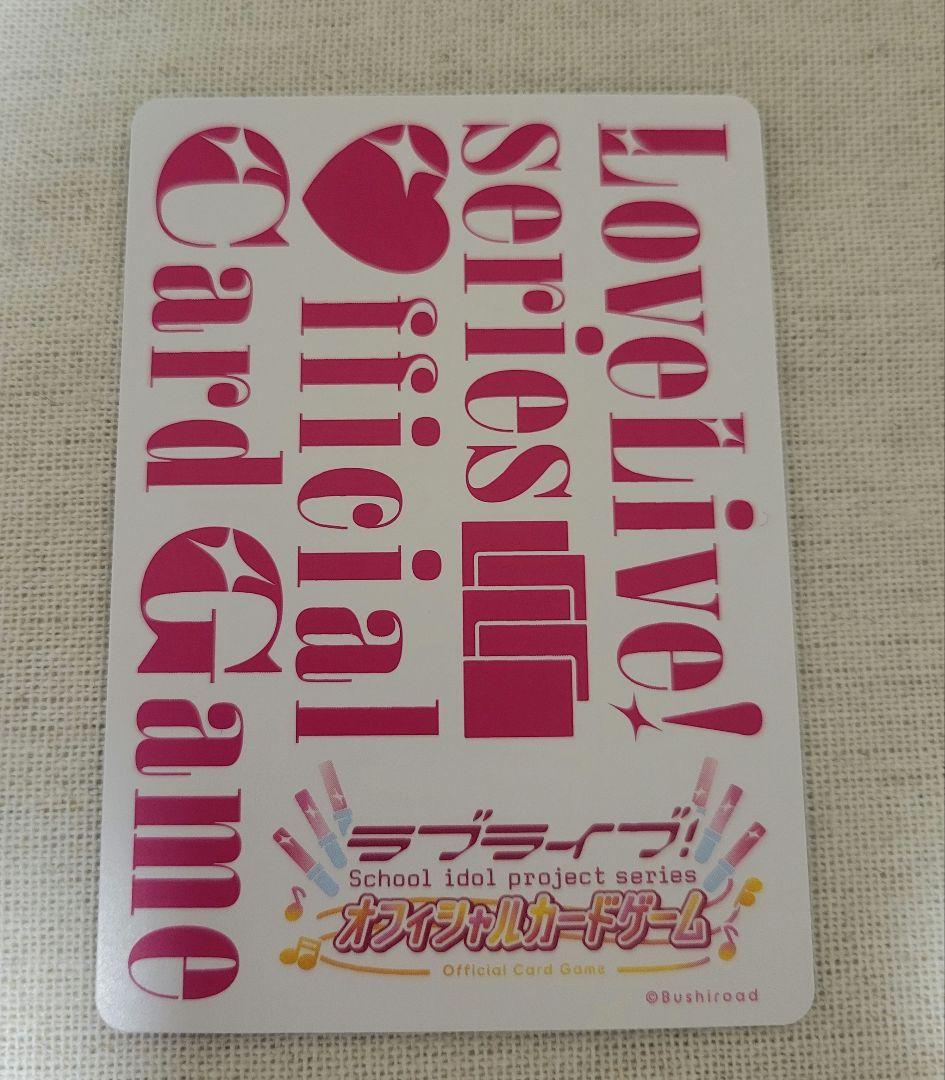 LoveLive!
series
Official
Card Game
ラブライブ!
School idol project series
オフィシャルカードゲーム
Official Card Game
©Bushiroad